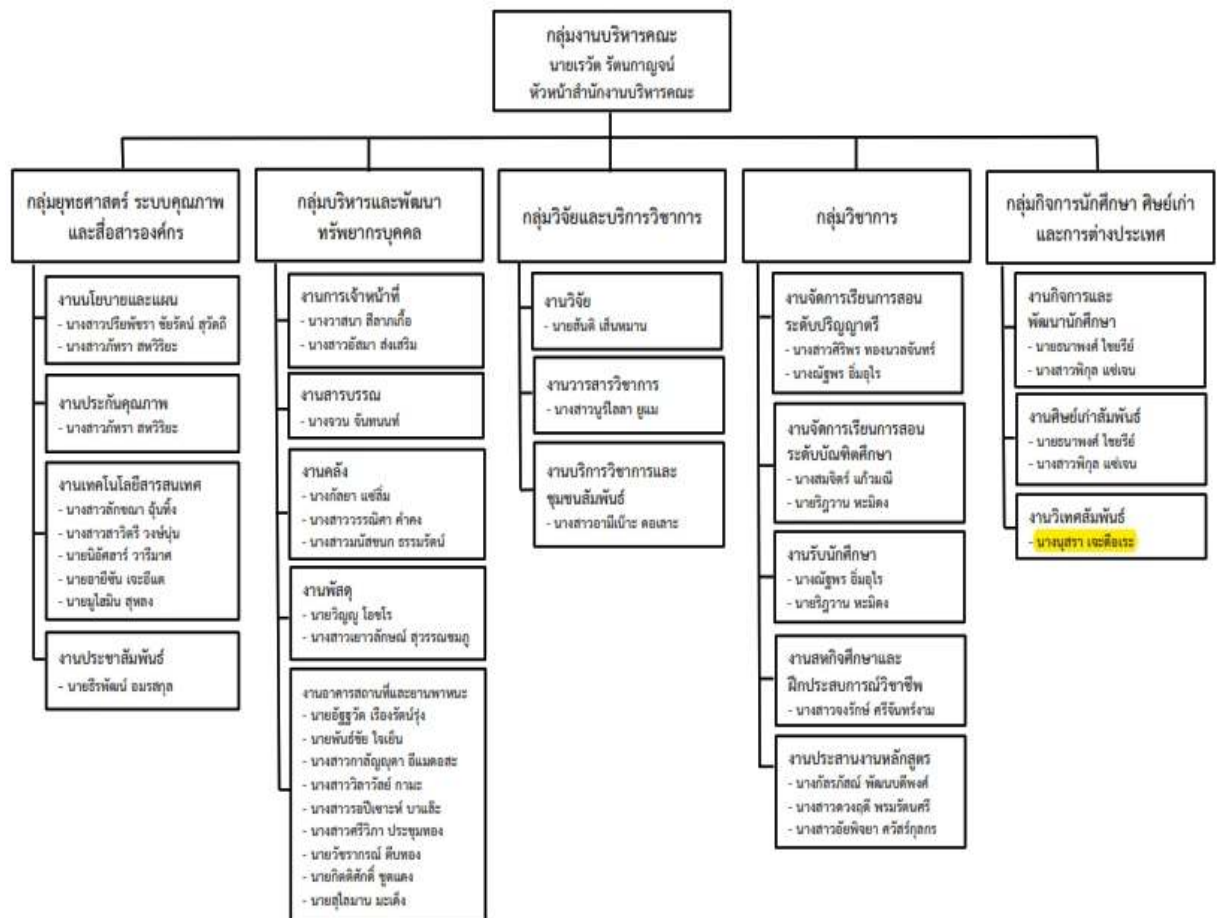 กลุ่มงานบริหารคณะ
นายเรวัต รัตนกาญจน์
หัวหน้าสำนักงานบริหารคณะ
กลุ่มยุทธศาสตร์ ระบบคุณภาพ
และสื่อสารองค์กร
งานนโยบายและแผน
- นางสาวปรียพัชรา ชัยรัตน์ สุวัตถี
- นางสาวภัทรา สหวิริยะ
งานประกันคุณภาพ
- นางสาวภัทรา สหวิริยะ
งานเทคโนโลยีสารสนเทศ
- นางสาวลักขณา ฉุ้นทิ้ง
- นางสาวสาวิตรี วงษ์นุ่น
- นายนิอัศฮาร์ วารีมาศ
- นายอายีซัน เจะอีแต
- นายมูไฮมิน สุหลง
งานประชาสัมพันธ์
- นายธีรพัฒน์ อมรสกุล
กลุ่มบริหารและพัฒนา
ทรัพยากรบุคคล
งานการเจ้าหน้าที่
- นางวาสนา สีลาภเกื้อ
- นางสาวอัสมา ส่งเสริม
งานสารบรรณ
- นางจวน จันทนนท์
งานคลัง
- นางกัลยา แซ่ลิ่ม
- นางสาววรรณิศา คำคง
- นางสาวมนัสชนก ธรรมรัตน์
งานพัสดุ
- นายวิญญู โอชโร
- นางสาวเยาวลักษณ์ สุวรรณชมภู
งานอาคารสถานที่และยานพาหนะ
- นายอัฐฐวัด เรืองรัตน์รุ่ง
- นายพันธ์ชัย ใจเย็น
- นางสาวกาลัญญุตา อีแมดอสะ
- นางสาววิลาวัลย์ กามะ
- นางสาวรอปีเซาะห์ บาแล๊ะ
- นางสาวศรีวิภา ประชุมทอง
- นายวัชรากรณ์ ตีบทอง
- นายกิตติศักดิ์ ชูแดง
- นายสุไลมาน มะเด็ง
กลุ่มวิจัยและบริการวิชาการ
งานวิจัย
- นายสันติ เส็นหมาน
งานวารสารวิชาการ
- นางสาวนูร์ไลลา ยูแม
งานบริการวิชาการและ
ชุมชนสัมพันธ์
- นางสาวอามีเน๊าะ ดอเลาะ
กลุ่มวิชาการ
งานจัดการเรียนการสอน
ระดับปริญญาตรี
- นางสาวศิริพร ทองนวลจันทร์
- นางณัฐพร อิ่มอุไร
งานจัดการเรียนการสอน
ระดับบัณฑิตศึกษา
- นางสมจิตร์ แก้วมณี
- นายริฎวาน หะมิดง
งานรับนักศึกษา
- นางณัฐพร อิ่มอุไร
- นายริฎวาน หะมิดง
งานสหกิจศึกษาและ
ฝึกประสบการณ์วิชาชีพ
- นางสาวจงรักษ์ ศรีจันทร์งาม
งานประสานงานหลักสูตร
- นางกัสรภัสณ์ พัฒนบดีพงศ์
- นางสาวดวงฤดี พรมรัตนศรี
- นางสาวอัยพิจยา ศวัสร์กุลกร
กลุ่มกิจการนักศึกษา ศิษย์เก่า
และการต่างประเทศ
งานกิจการและ
พัฒนานักศึกษา
- นายธนาพงศ์ ไชยรีย์
- นางสาวพิกุล แซ่เจน
งานศิษย์เก่าสัมพันธ์
- นายธนาพงศ์ ไชยรีย์
- นางสาวพิกุล แซ่เจน
งานวิเทศสัมพันธ์
- นางนุสรา เจะดือเระ